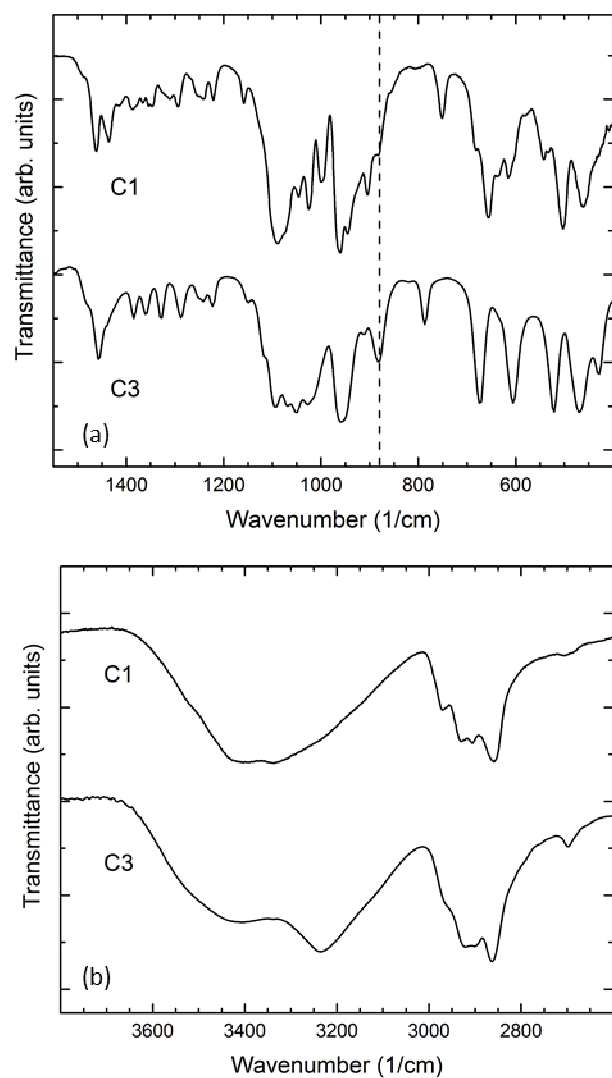 Transmittance (arb. units)
C1
C3
(a)
1400 1200 1000 800 600
Wavenumber (1/cm)
Transmittance (arb. units)
C1
C3
(b)
3600 3400 3200 3000 2800
Wavenumber (1/cm)